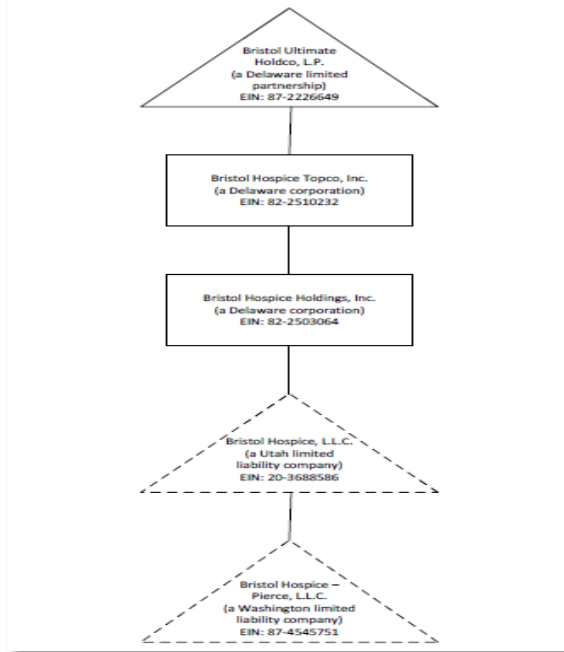 Bristol Ultimate
Holdco, L.P.
(a Delaware limited
partnership)
EIN: 87-2226649
Bristol Hospice Topco, Inc.
(a Delaware corporation)
EIN: 82-2510232
Bristol Hospice Holdings, Inc.
(a Delaware corporation)
EIN: 82-2503064
Bristol Hospice, L.L.C.
(a Utah limited
liability company)
EIN: 20-3688586
Bristol Hospice –
Pierce, L.L.C.
(a Washington limited
liability company)
EIN: 87-4545751